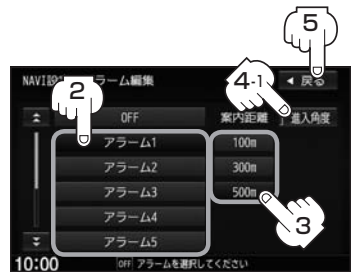 5
NAVI設 ラーム編集 4-1 戻る
2 OFF 案内距離 進入角度
アラーム1 100m
アラーム2 300m
アラーム3 500m
3
アラーム4
アラーム5
10:00 OFF アラームを選択してください